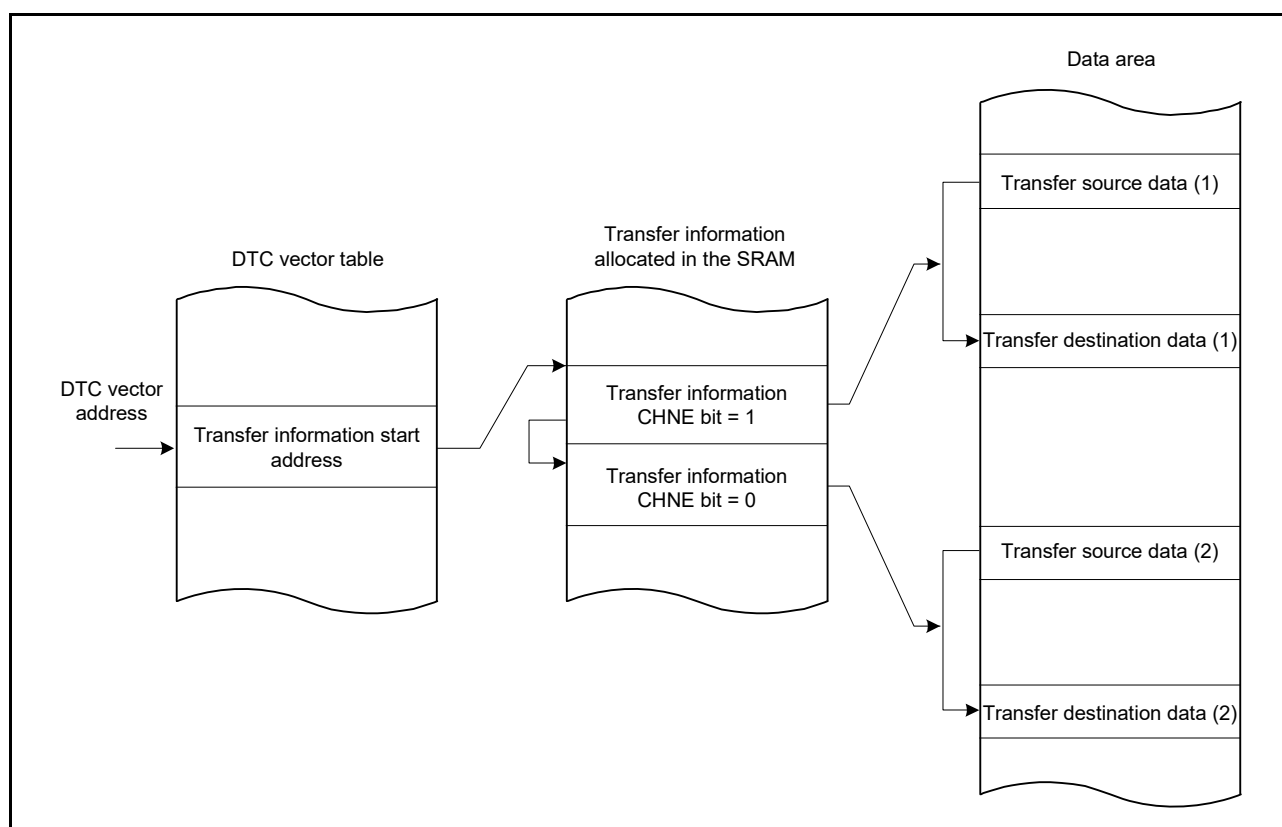 Data area
Transfer source data (1)
Transfer information
allocated in the SRAM
DTC vector table
Transfer destination data (1)
DTC vector
address
Transfer information
CHNE bit = 1
Transfer information start
address
Transfer information
CHNE bit = 0
Transfer source data (2)
Transfer destination data (2)